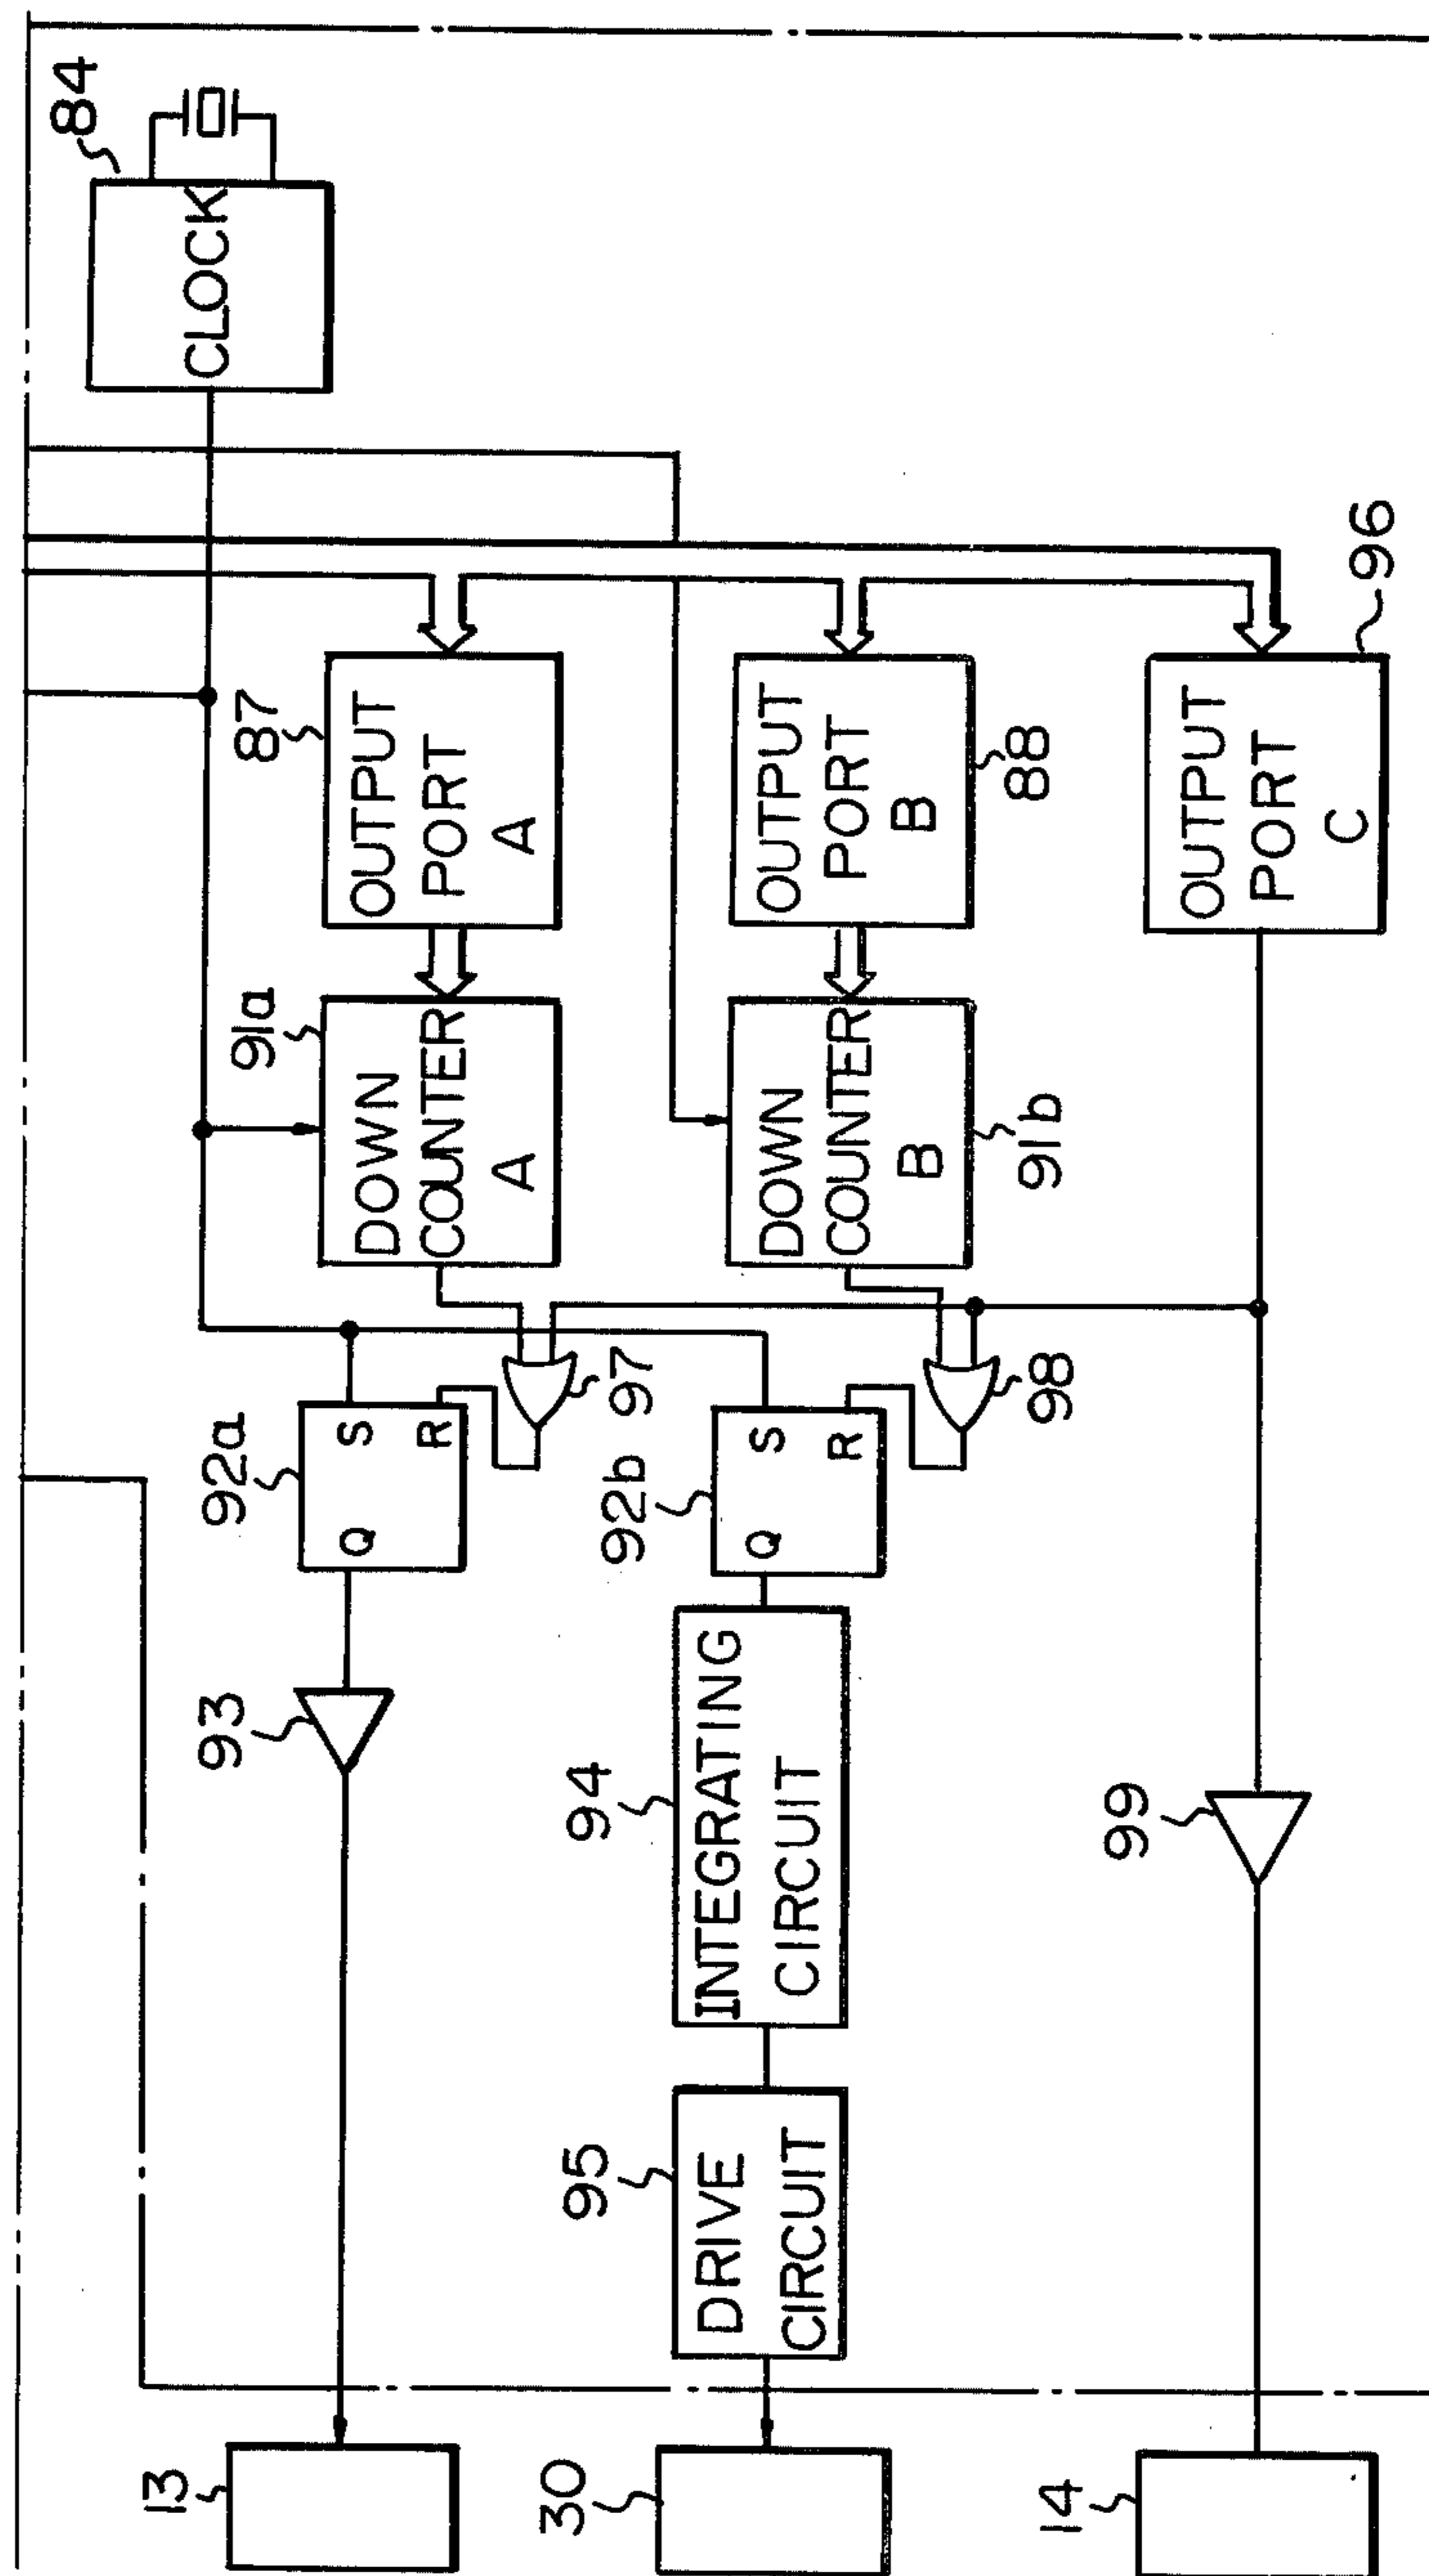 84
CLOCK
87
OUTPUT
PORT
A
OUTPUT
PORT
B
88
OUTPUT
PORT
C
96
91a
DOWN
COUNTER
A
DOWN
COUNTER
B
91b
97
98
92a
S
R
Q
92b
S
R
Q
93
94
INTEGRATING
CIRCUIT
99
95
DRIVE
CIRCUIT
13
30
14